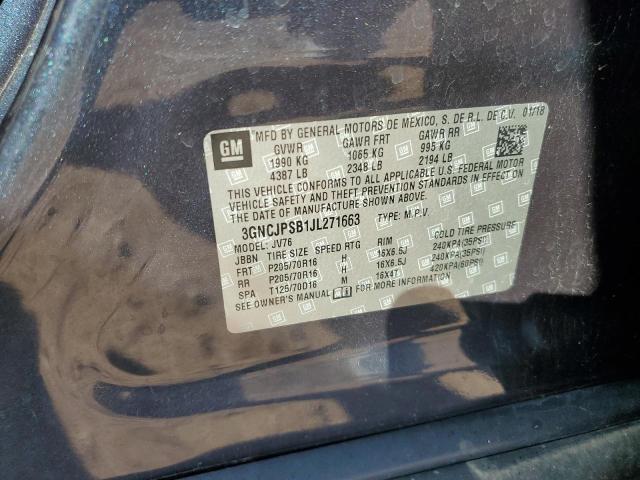 GM
MFD BY GENERAL MOTORS DE MEXICO, S. DE R.L. DE C.V. 01/18
GVWR GAWR FRT GAWR RR
1990 KG 1065 KG 995 KG
4387 LB 2348 LB 2194 LB
THIS VEHICLE CONFORMS TO ALL APPLICABLE U.S. FEDERAL MOTOR
VEHICLE SAFETY AND THEFT PREVENTION STANDARDS IN EFFECT ON
THE DATE OF MANUFACTURE SHOWN ABOVE.
3GNCJPSB1JL271663 TYPE: M.P.V.
JV76
JBBN TIRE SIZE SPEED RTG RIM COLD TIRE PRESSURE
FRT P205/70R16 H 16X6.5J 240KPA(35PSI)
RR P205/70R16 H 16X6.5J 240KPA(35PSI)
SPA T125/70D16 M 16X4T 420KPA(60PSI)
SEE OWNER'S MANUAL FOR MORE INFORMATION